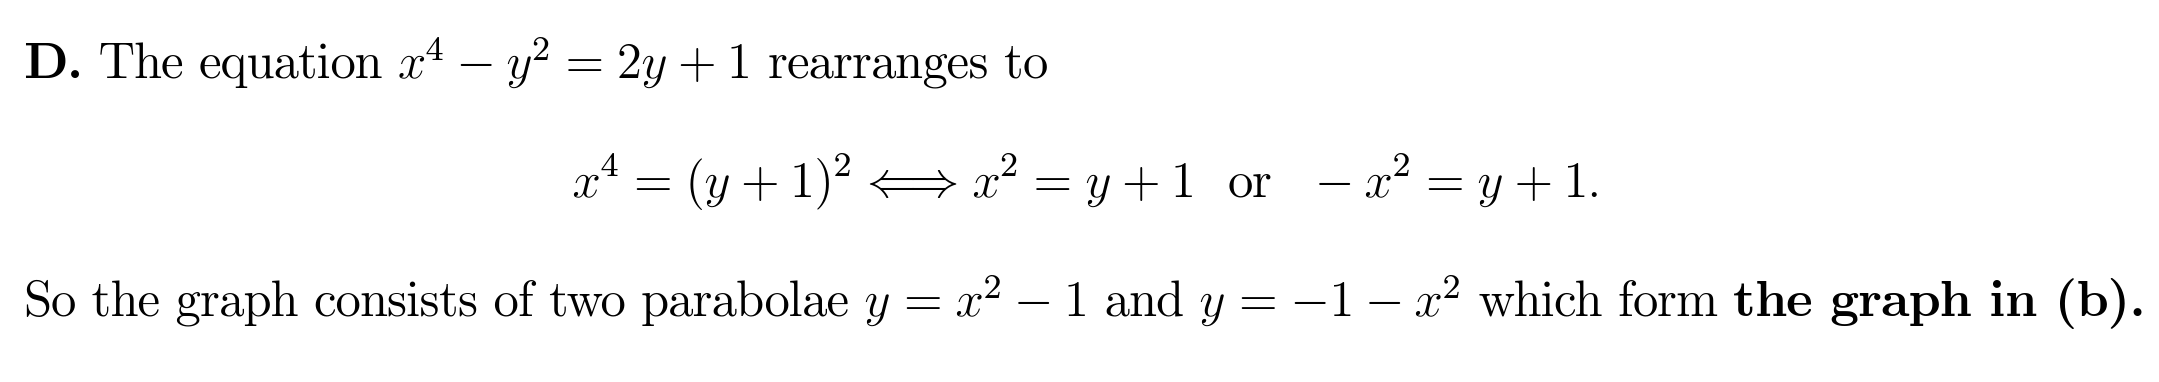 D. The equation x⁴ − y² = 2y + 1 rearranges to
x⁴ = (y + 1)² ⟺ x² = y + 1 or − x² = y + 1.
So the graph consists of two parabolae y = x² − 1 and y = −1 − x² which form the graph in (b).